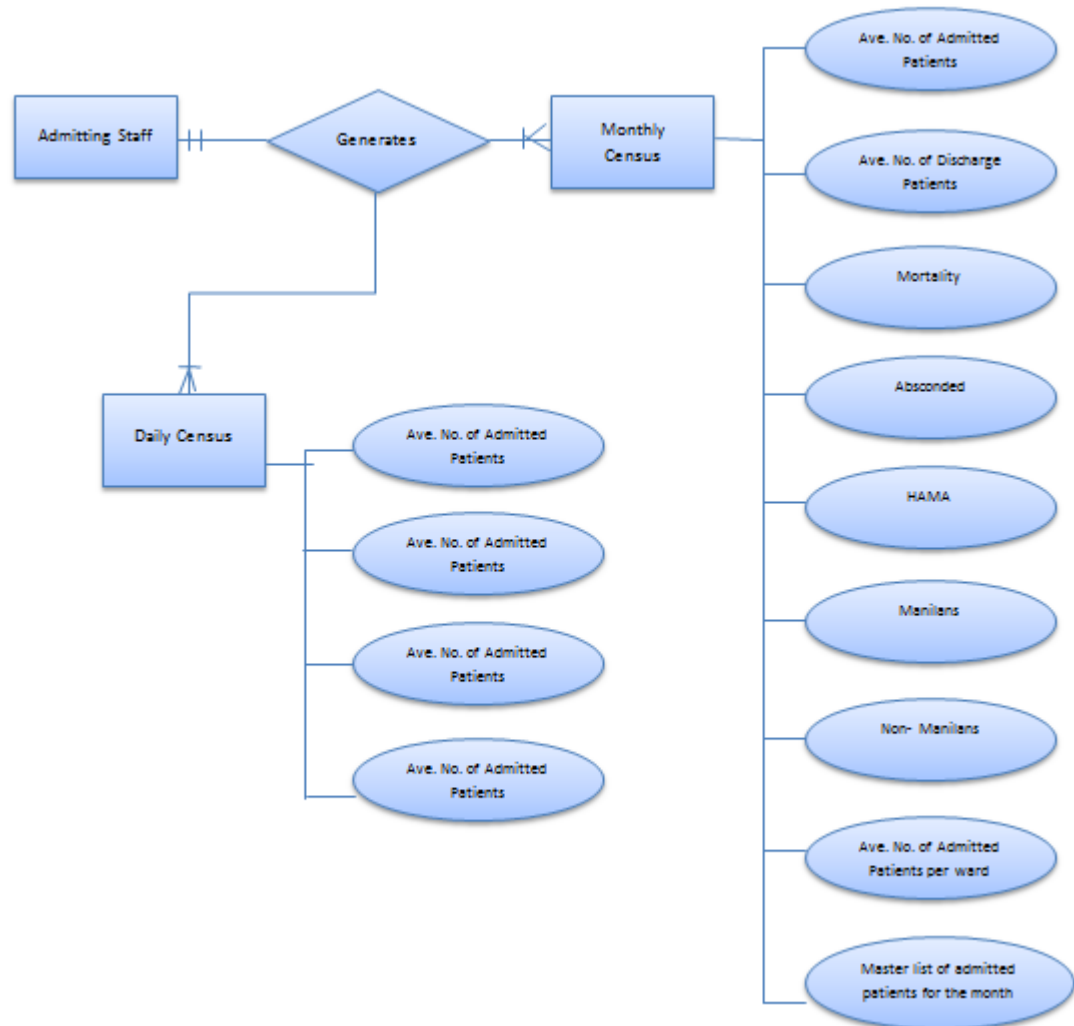 Admitting Staff
Generates
Monthly
Census
Ave. No. of Admitted
Patients
Ave. No. of Discharge
Patients
Mortality
Absconded
HAMA
Manilans
Non- Manilans
Ave. No. of Admitted
Patients per ward
Master list of admitted
patients for the month
Daily Census
Ave. No. of Admitted
Patients
Ave. No. of Admitted
Patients
Ave. No. of Admitted
Patients
Ave. No. of Admitted
Patients